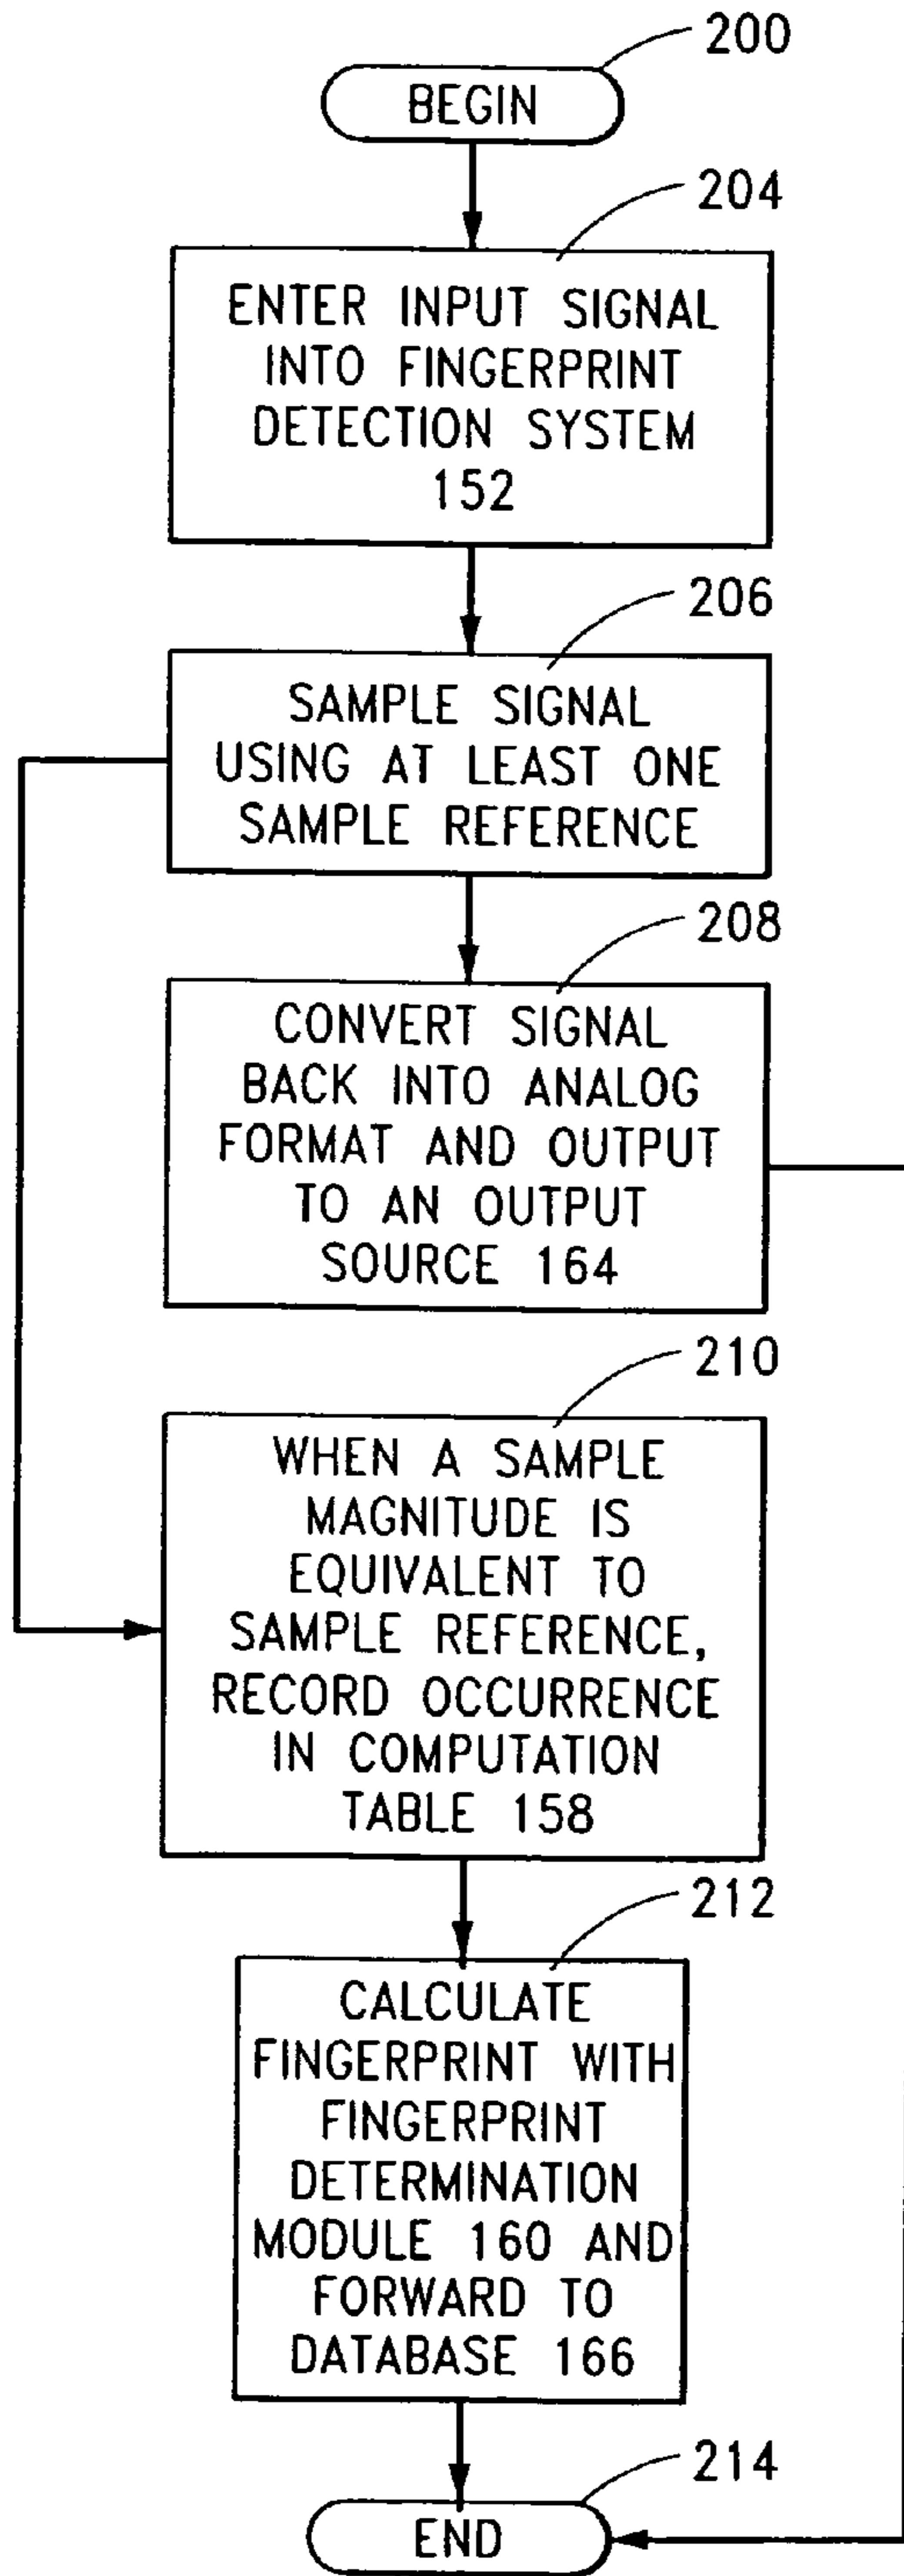 200
BEGIN
204
ENTER INPUT SIGNAL
INTO FINGERPRINT
DETECTION SYSTEM
152
206
SAMPLE SIGNAL
USING AT LEAST ONE
SAMPLE REFERENCE
208
CONVERT SIGNAL
BACK INTO ANALOG
FORMAT AND OUTPUT
TO AN OUTPUT
SOURCE 164
210
WHEN A SAMPLE
MAGNITUDE IS
EQUIVALENT TO
SAMPLE REFERENCE,
RECORD OCCURRENCE
IN COMPUTATION
TABLE 158
212
CALCULATE
FINGERPRINT WITH
FINGERPRINT
DETERMINATION
MODULE 160 AND
FORWARD TO
DATABASE 166
214
END